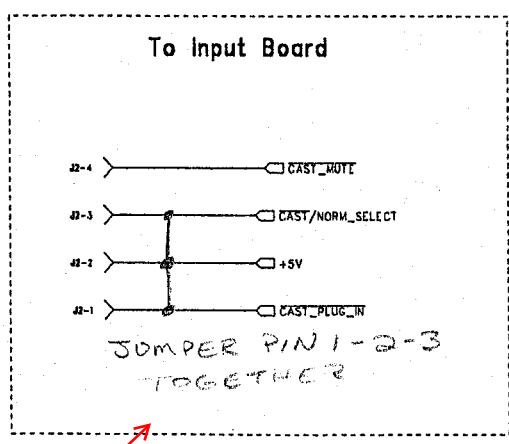 To Input Board
J2-4 CAST_MUTE
J2-3 CAST/NORM_SELECT
J2-2 +5V
J2-1 CAST_PLUG_IN
JUMPER PIN 1-2-3
TOGETHER